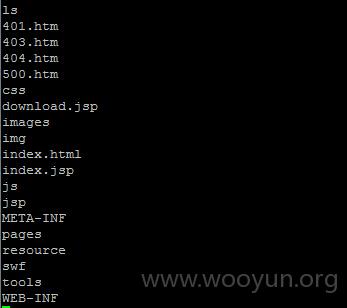 ls
401.htm
403.htm
404.htm
500.htm
css
download.jsp
images
img
index.html
index.jsp
js
jsp
META-INF
pages
resource
swf
tools
WEB-INF
www.wooyun.org